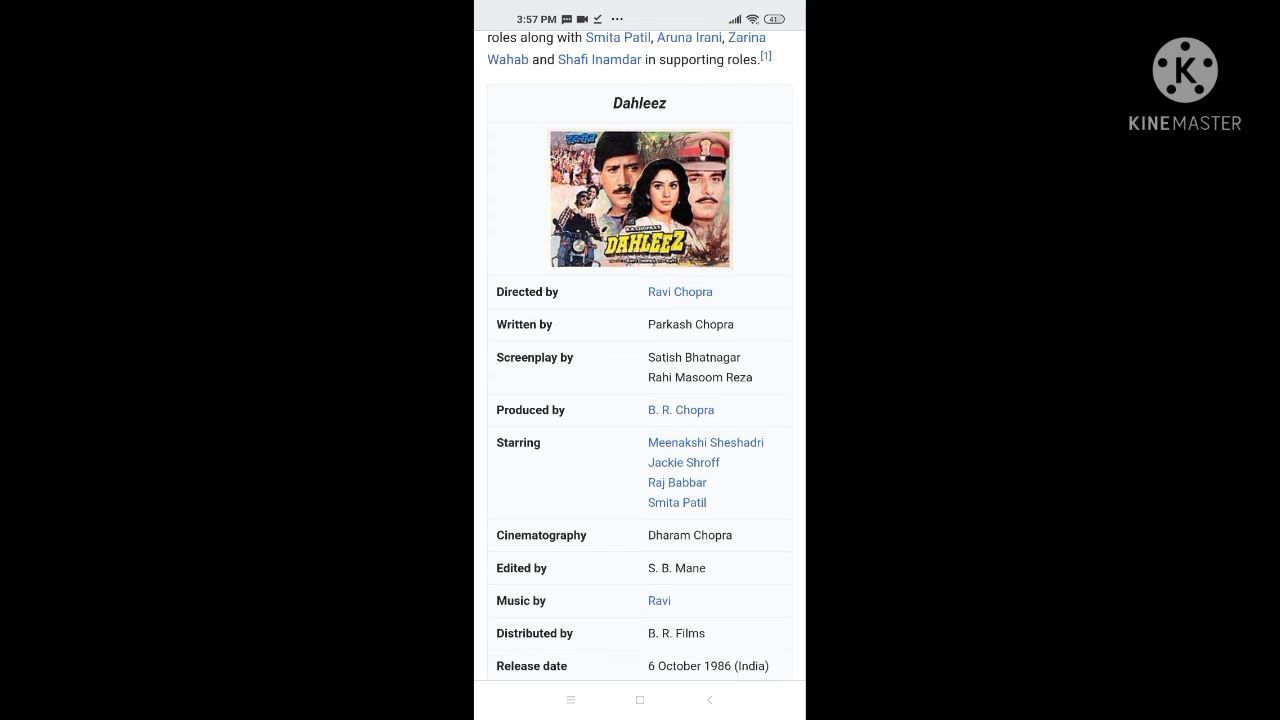 3:57 PM
41
roles along with Smita Patil, Aruna Irani, Zarina
Wahab and Shafi Inamdar in supporting roles.[1]
Dahleez
दहलीज़
B.R. CHOPRA'S
DAHLEEZ
Directed by Ravi Chopra
Written by Parkash Chopra
Screenplay by Satish Bhatnagar
Rahi Masoom Reza
Produced by B. R. Chopra
Starring Meenakshi Sheshadri
Jackie Shroff
Raj Babbar
Smita Patil
Cinematography Dharam Chopra
Edited by S. B. Mane
Music by Ravi
Distributed by B. R. Films
Release date 6 October 1986 (India)
K
KINEMASTER